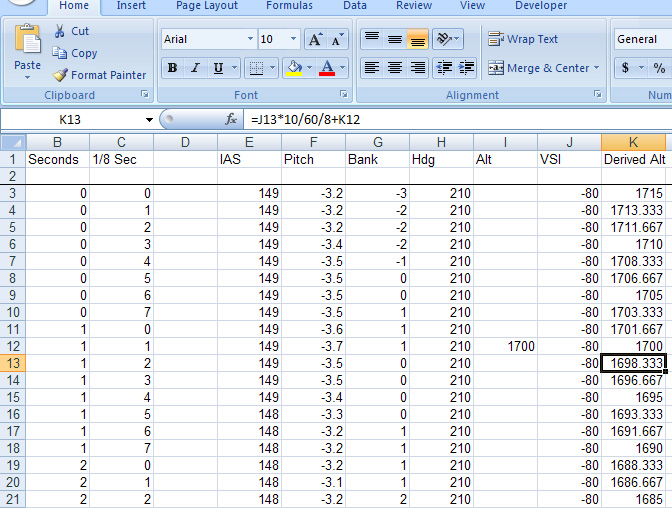 Home Insert Page Layout Formulas Data Review View Developer
Cut
Copy
Format Painter
Paste
Clipboard
Arial 10 A A
B I U A
Font
Wrap Text
Merge & Center
Alignment
General
$ % ,
Num
K13 fx =J13*10/60/8+K12
B C D E F G H I J K
1 Seconds 1/8 Sec IAS Pitch Bank Hdg Alt VSI Derived Alt
2
3 0 0 149 -3.2 -3 210 -80 1715
4 0 1 149 -3.2 -2 210 -80 1713.333
5 0 2 149 -3.2 -2 210 -80 1711.667
6 0 3 149 -3.4 -2 210 -80 1710
7 0 4 149 -3.5 -1 210 -80 1708.333
8 0 5 149 -3.5 0 210 -80 1706.667
9 0 6 149 -3.5 0 210 -80 1705
10 0 7 149 -3.5 1 210 -80 1703.333
11 1 0 149 -3.6 1 210 -80 1701.667
12 1 1 149 -3.7 1 210 1700 -80 1700
13 1 2 149 -3.5 0 210 -80 1698.333
14 1 3 149 -3.5 0 210 -80 1696.667
15 1 4 149 -3.4 0 210 -80 1695
16 1 5 148 -3.3 0 210 -80 1693.333
17 1 6 148 -3.2 1 210 -80 1691.667
18 1 7 148 -3.2 1 210 -80 1690
19 2 0 148 -3.2 1 210 -80 1688.333
20 2 1 148 -3.1 1 210 -80 1686.667
21 2 2 148 -3.2 2 210 -80 1685